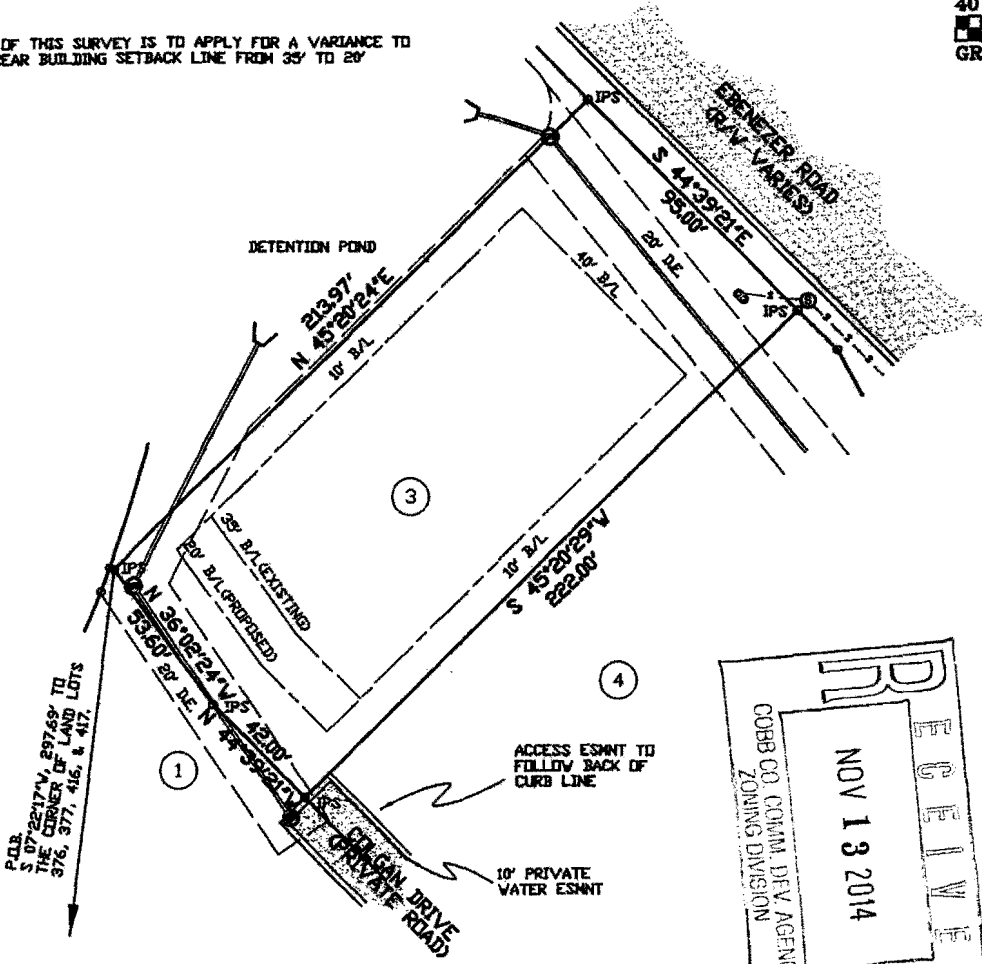 40
GR
OF THIS SURVEY IS TO APPLY FOR A VARIANCE TO
EAR BUILDING SETBACK LINE FROM 35' TO 20'
IPS
EBENEZER ROAD
(R/W VARIES)
S 44°39'21"E
95.00'
20' D.E.
40' B/L
DETENTION POND
213.97'
N 45°20'24"E
10' B/L
IPS
S
3
35' B/L (EXISTING)
20' B/L (PROPOSED)
10' B/L
S 45°20'29"W
222.00'
IPS
N 36°02'24"W
53.60'
20' D.E.
IPS
N 44°39'21"W
42.00'
IPS
1
4
P.O.B.
S 07°22'17"W, 297.69' TO
THE CORNER OF LAND LOTS
376, 377, 416, & 417.
ACCESS ESMNT TO
FOLLOW BACK OF
CURB LINE
COLGAN DRIVE
(PRIVATE ROAD)
10' PRIVATE
WATER ESMNT
RECEIVE
NOV 13 2014
COBB CO. COMM. DEV. AGENC
ZONING DIVISION